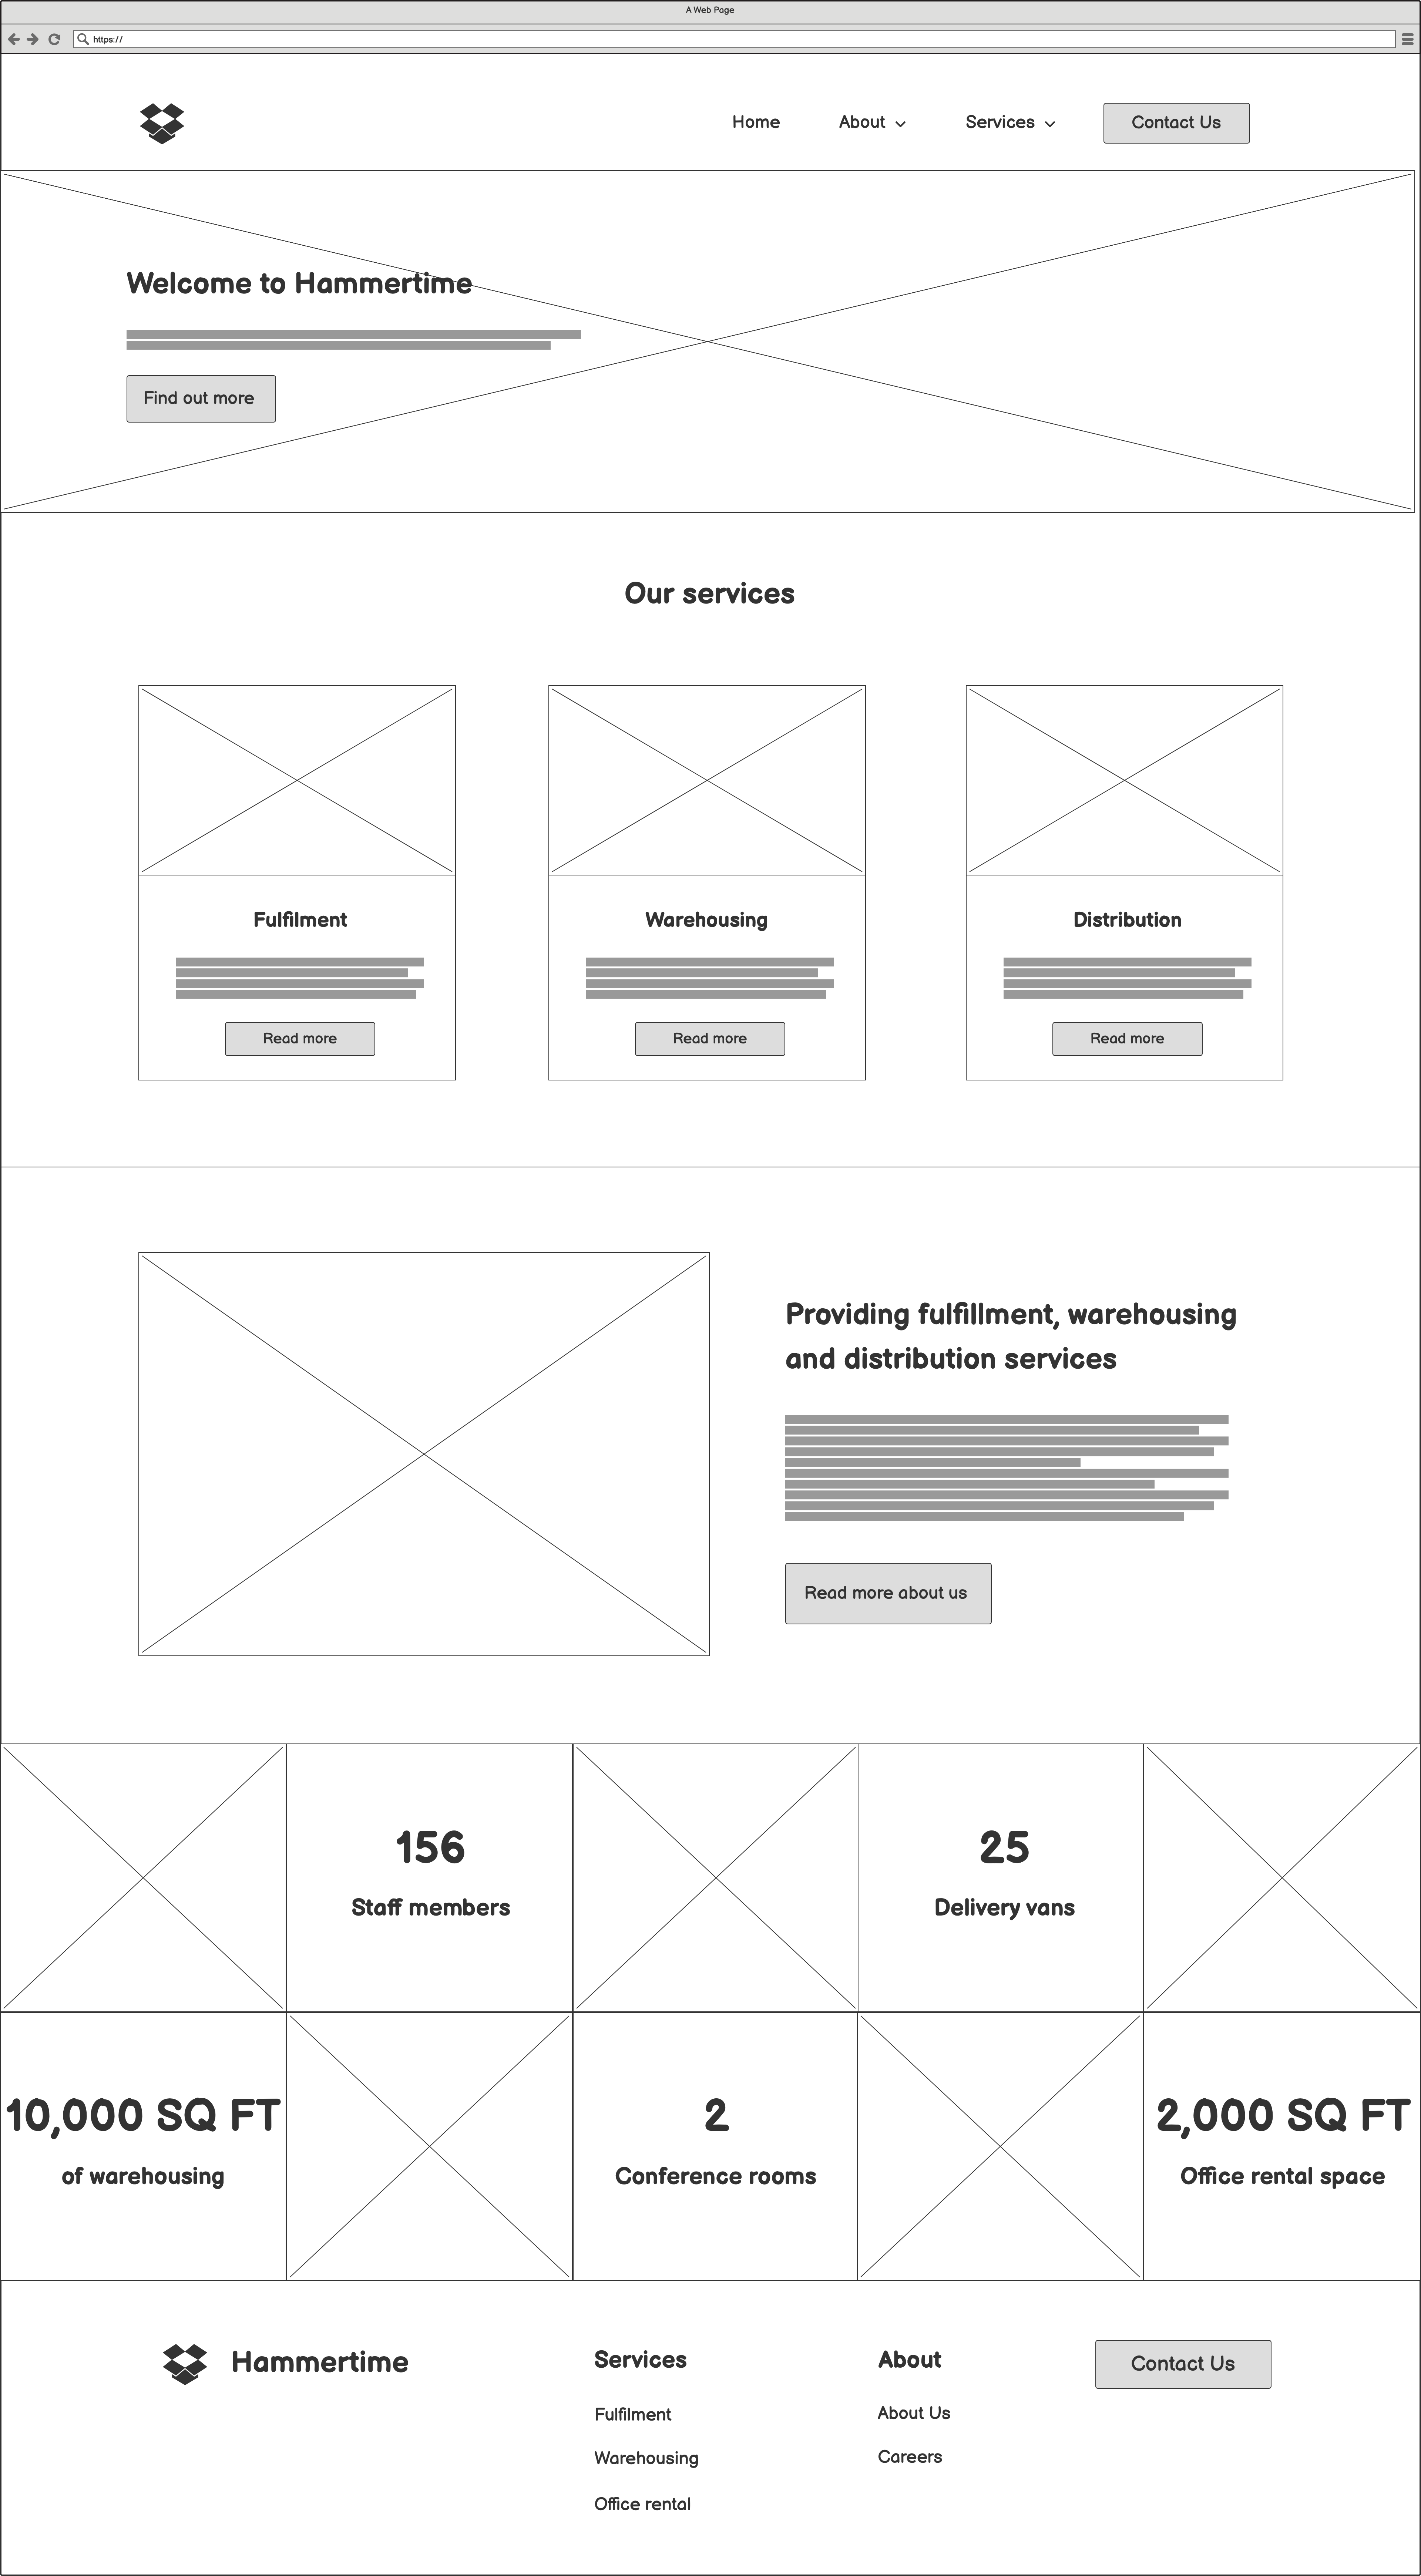 A Web Page
https://
Home About Services Contact Us
Welcome to Hammertime
Find out more
Our services
Fulfilment
Read more
Warehousing
Read more
Distribution
Read more
Providing fulfillment, warehousing
and distribution services
Read more about us
156
Staff members
25
Delivery vans
10,000 SQ FT
of warehousing
2
Conference rooms
2,000 SQ FT
Office rental space
Hammertime
Services
Fulfilment
Warehousing
Office rental
About
About Us
Careers
Contact Us